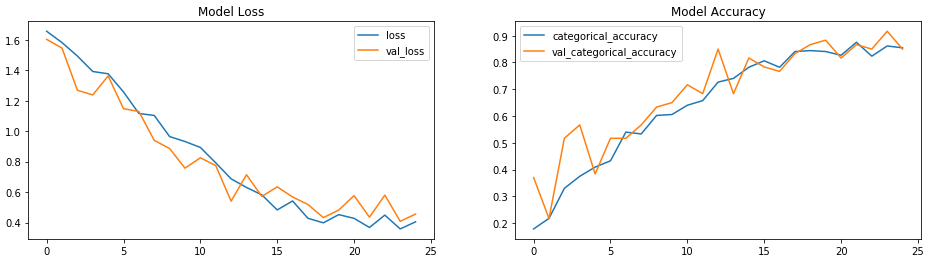 Model Loss
loss
val_loss
1.6
1.4
1.2
1.0
0.8
0.6
0.4
0 5 10 15 20 25
Model Accuracy
categorical_accuracy
val_categorical_accuracy
0.9
0.8
0.7
0.6
0.5
0.4
0.3
0.2
0 5 10 15 20 25